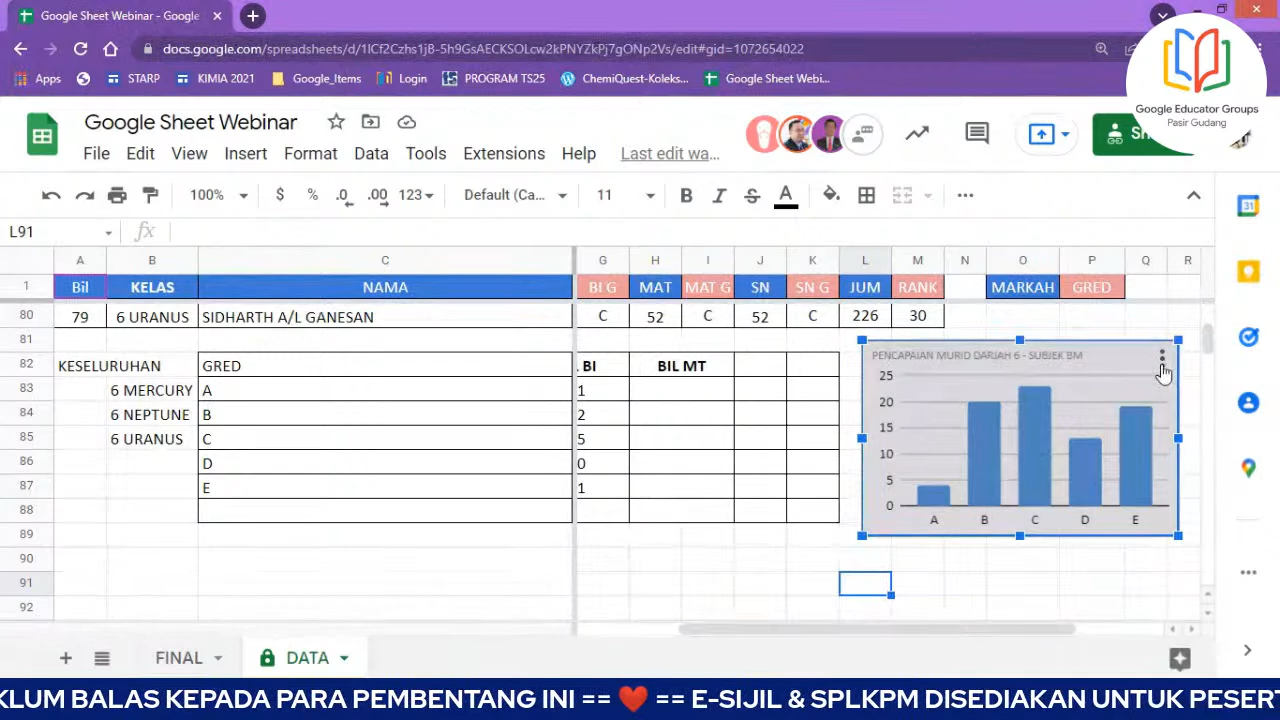 Google Sheet Webinar - Google
docs.google.com/spreadsheets/d/1ICf2Czhs1jB-5h9GsAECKSOLcw2kPNYZkPj7gONp2Vs/edit#gid=1072654022
Apps STARP KIMIA 2021 Google_Items Login PROGRAM TS25 ChemiQuest-Koleks... Google Sheet Webi...
Google Educator Groups
Pasir Gudang
Google Sheet Webinar
File Edit View Insert Format Data Tools Extensions Help Last edit wa...
100% $ % .0 .00 123 Default (Ca... 11 B I S A
L91 fx
A B C G H I J K L M N O P Q R
1 Bil KELAS NAMA BI G MAT MAT G SN SN G JUM RANK MARKAH GRED
80 79 6 URANUS SIDHARTH A/L GANESAN C 52 C 52 C 226 30
81
82 KESELURUHAN GRED BI BIL MT
83 6 MERCURY A 1
84 6 NEPTUNE B 2
85 6 URANUS C 5
86 D 0
87 E 1
88
89
90
91
92
PENCAPAIAN MURID DARJAH 6 - SUBJEK BM
25
20
15
10
5
0
A B C D E
FINAL DATA
KLUM BALAS KEPADA PARA PEMBENTANG INI == ❤️ == E-SIJIL & SPLKPM DISEDIAKAN UNTUK PESERT